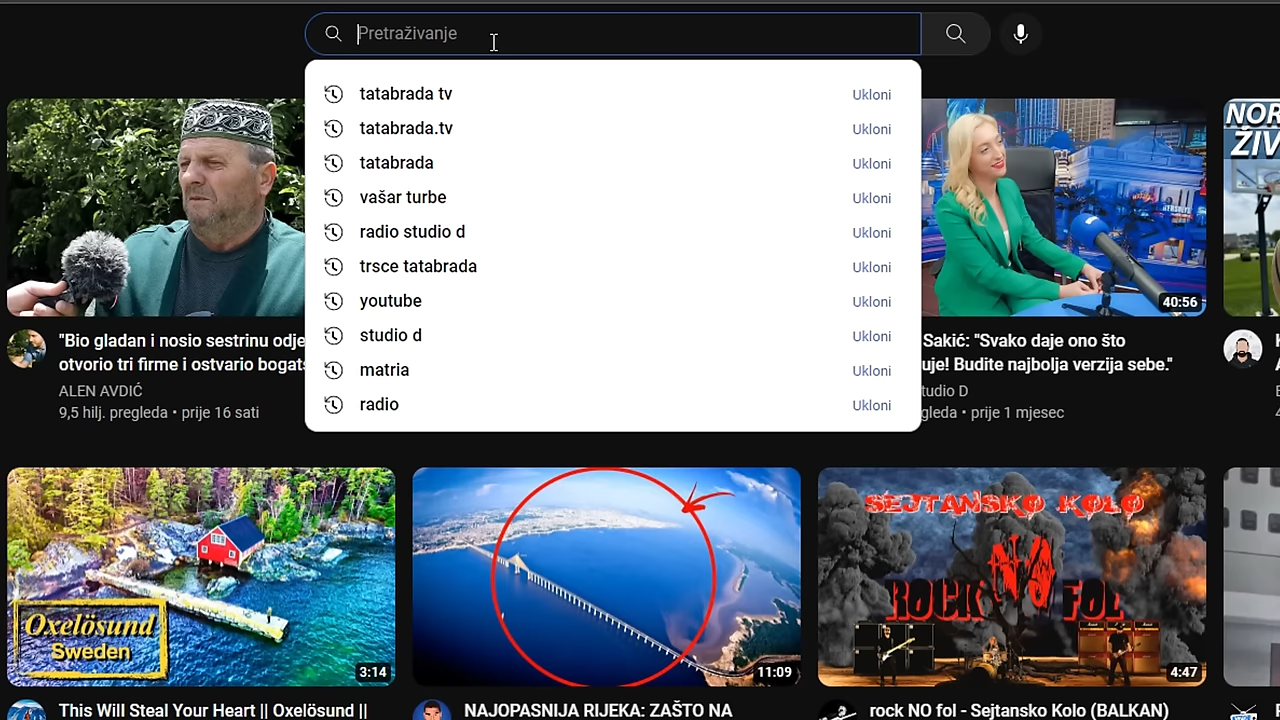 Pretraživanje
tatabrada tv Ukloni
tatabrada.tv Ukloni
tatabrada Ukloni
vašar turbe Ukloni
radio studio d Ukloni
trsce tatabrada Ukloni
youtube Ukloni
studio d Ukloni
matria Ukloni
radio Ukloni
NOR
ŽIV
40:56
"Bio gladan i nosio sestrinu odje
otvorio tri firme i ostvario bogats
ALEN AVDIĆ
9,5 hilj. pregleda • prije 16 sati
Sakić: "Svako daje ono što
uje! Budite najbolja verzija sebe."
tudio D
gleda • prije 1 mjesec
Oxelösund
Sweden
3:14
11:09
SEJTANSKO KOLO
NO
ROCK FOL
4:47
This Will Steal Your Heart || Oxelösund ||
NAJOPASNIJA RIJEKA: ZAŠTO NA
rock NO fol - Sejtansko Kolo (BALKAN)